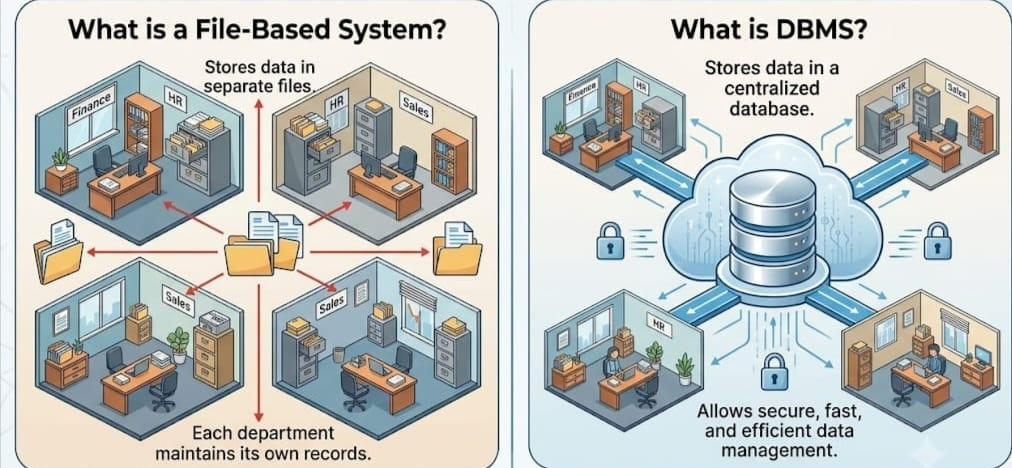 What is a File-Based System?
Stores data in
separate files.
Finance
HR
HR
Sales
Sales
Sales
Each department
maintains its own records.
What is DBMS?
Stores data in a
centralized
database.
HR
HR
Sales
HR
Allows secure, fast,
and efficient data
management.